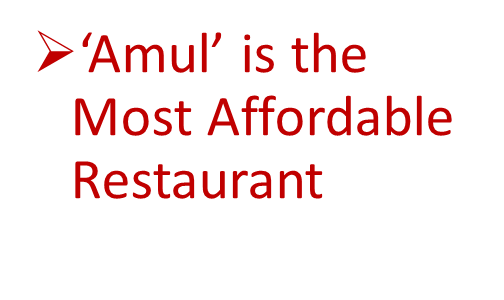 ➢‘Amul’ is the
Most Affordable
Restaurant